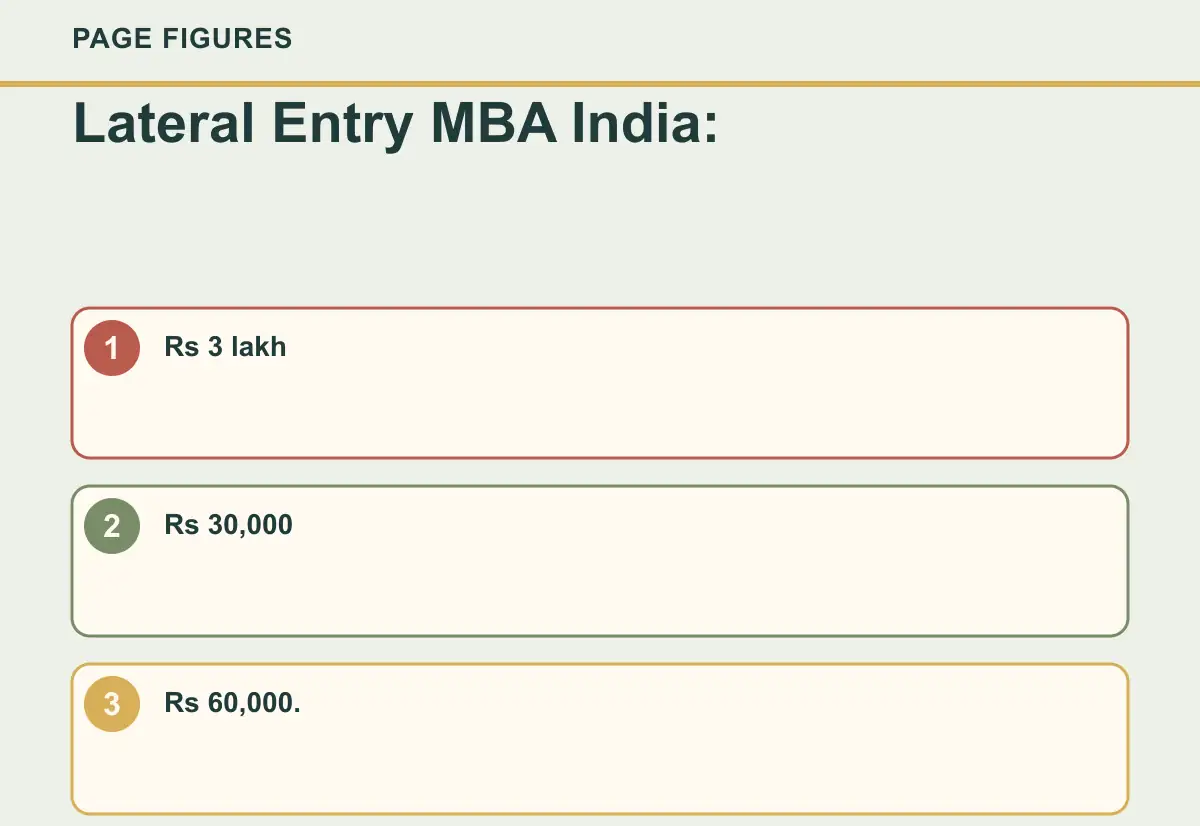 PAGE FIGURES
Lateral Entry MBA India:
1 Rs 3 lakh
2 Rs 30,000
3 Rs 60,000.